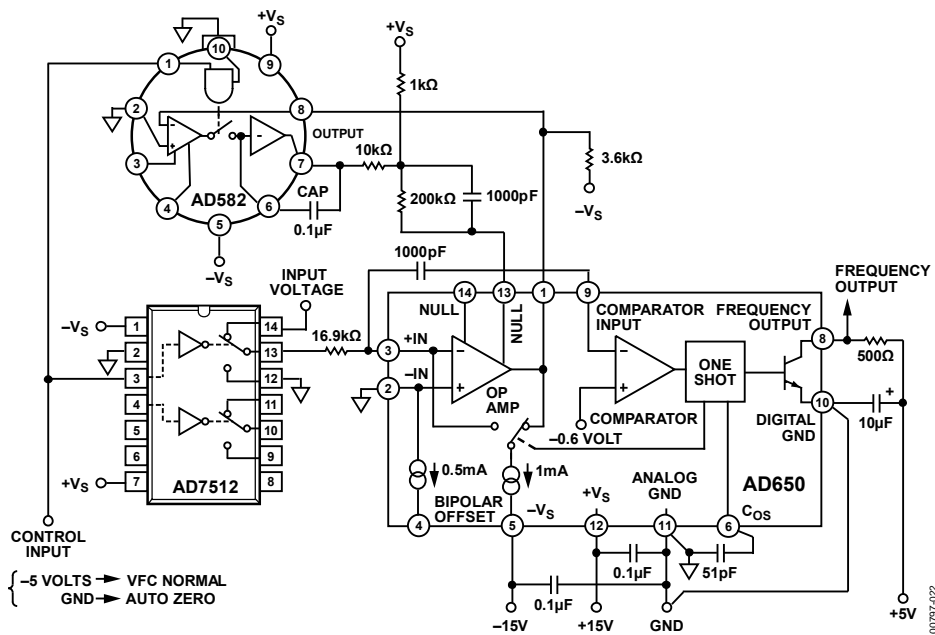 +VS
+VS
10
1
9
1kΩ
2
8
OUTPUT
10kΩ
3.6kΩ
3
7
–VS
AD582
CAP
200kΩ
1000pF
4
6
0.1µF
5
–VS
1000pF
INPUT
VOLTAGE
FREQUENCY
OUTPUT
14
13
1
9
NULL
NULL
COMPARATOR
INPUT
FREQUENCY
OUTPUT
–VS
1
14
16.9kΩ
3
+IN
8
2
13
500Ω
3
12
2
–IN
OP
AMP
ONE
SHOT
4
11
COMPARATOR
DIGITAL
GND
10
10µF
+
5
10
–0.6 VOLT
6
9
0.5mA
1mA
ANALOG
GND
AD650
+VS
7
8
AD7512
BIPOLAR
OFFSET
–VS
+VS
COS
4
5
12
11
6
CONTROL
INPUT
0.1µF
51pF
–5 VOLTS
VFC NORMAL
GND
AUTO ZERO
0.1µF
–15V
+15V
GND
+5V
00797-022